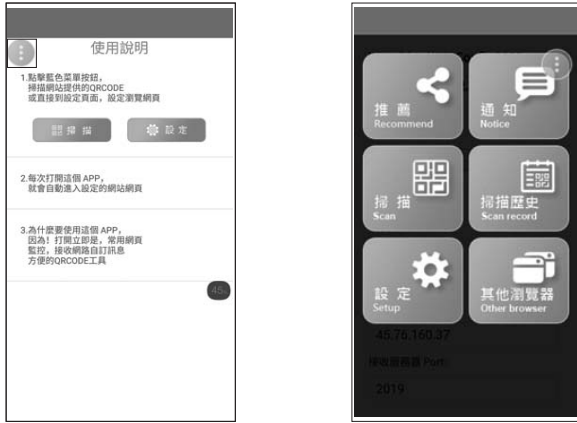 使用說明
1.點擊藍色菜單按鈕，
掃描網站提供的QRCODE
或直接到設定頁面，設定瀏覽網頁
掃 描
設 定
2.每次打開這個 APP，
就會自動進入設定的網站網頁
3.為什麼要使用這個 APP，
因為！打開立即是，常用網頁
監控，接收網路自訂訊息
方便的QRCODE工具
45
推 薦
Recommend
通 知
Notice
掃 描
Scan
掃描歷史
Scan record
設 定
Setup
其他瀏覽器
Other browser
45.76.160.37
接收服務器 Port:
2019